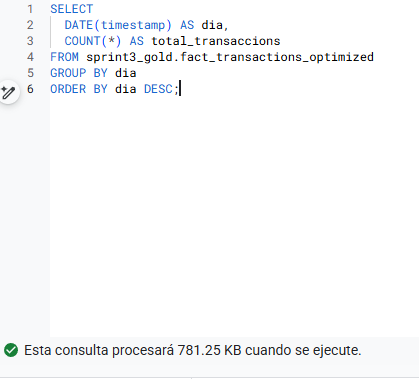 1 SELECT
2 DATE(timestamp) AS dia,
3 COUNT(*) AS total_transaccions
4 FROM sprint3_gold.fact_transactions_optimized
5 GROUP BY dia
6 ORDER BY dia DESC;
Esta consulta procesará 781.25 KB cuando se ejecute.